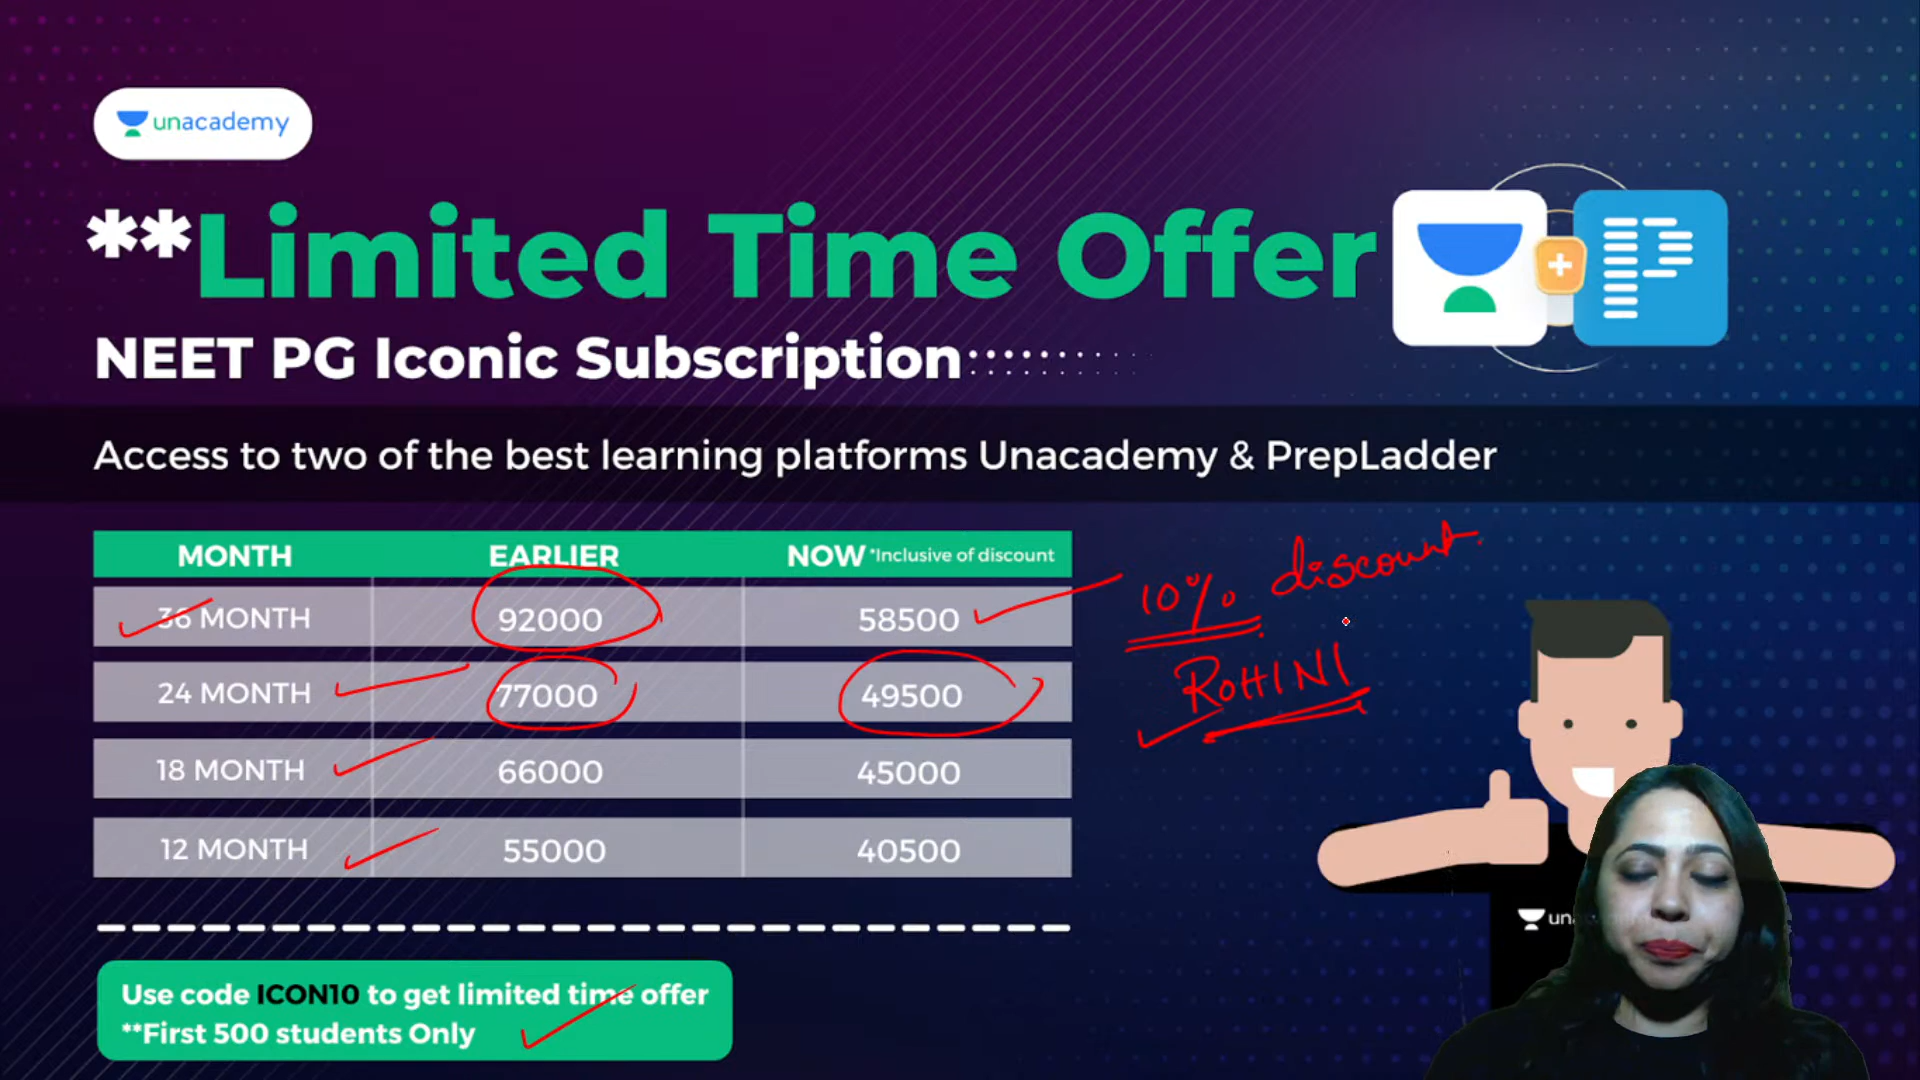 unacademy
**Limited Time Offer
NEET PG Iconic Subscription
Access to two of the best learning platforms Unacademy & PrepLadder
MONTH EARLIER NOW *Inclusive of discount
36 MONTH 92000 58500
24 MONTH 77000 49500
18 MONTH 66000 45000
12 MONTH 55000 40500
10% discount
ROHINI
Use code ICON10 to get limited time offer
**First 500 students Only
una